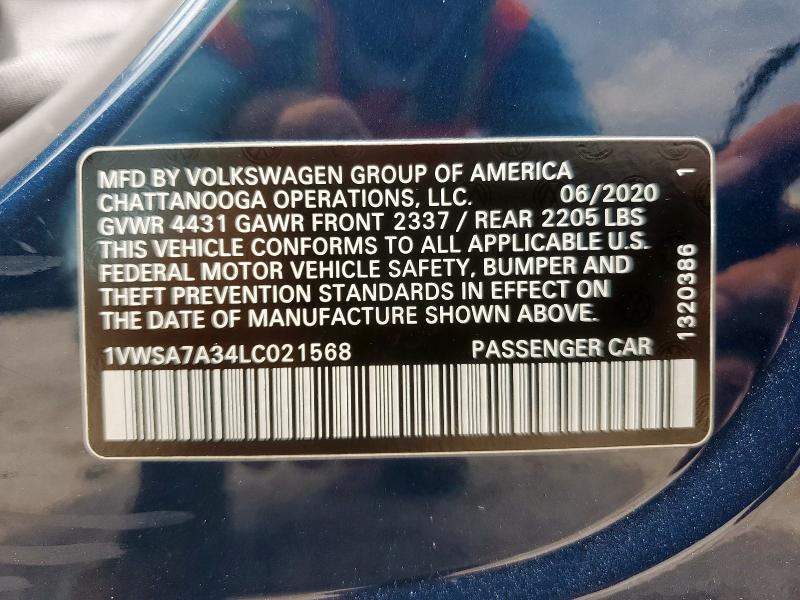 MFD BY VOLKSWAGEN GROUP OF AMERICA
CHATTANOOGA OPERATIONS, LLC. 06/2020
GVWR 4431 GAWR FRONT 2337 / REAR 2205 LBS
THIS VEHICLE CONFORMS TO ALL APPLICABLE U.S.
FEDERAL MOTOR VEHICLE SAFETY, BUMPER AND
THEFT PREVENTION STANDARDS IN EFFECT ON
THE DATE OF MANUFACTURE SHOWN ABOVE.
1VWSA7A34LC021568 PASSENGER CAR
1320386 1